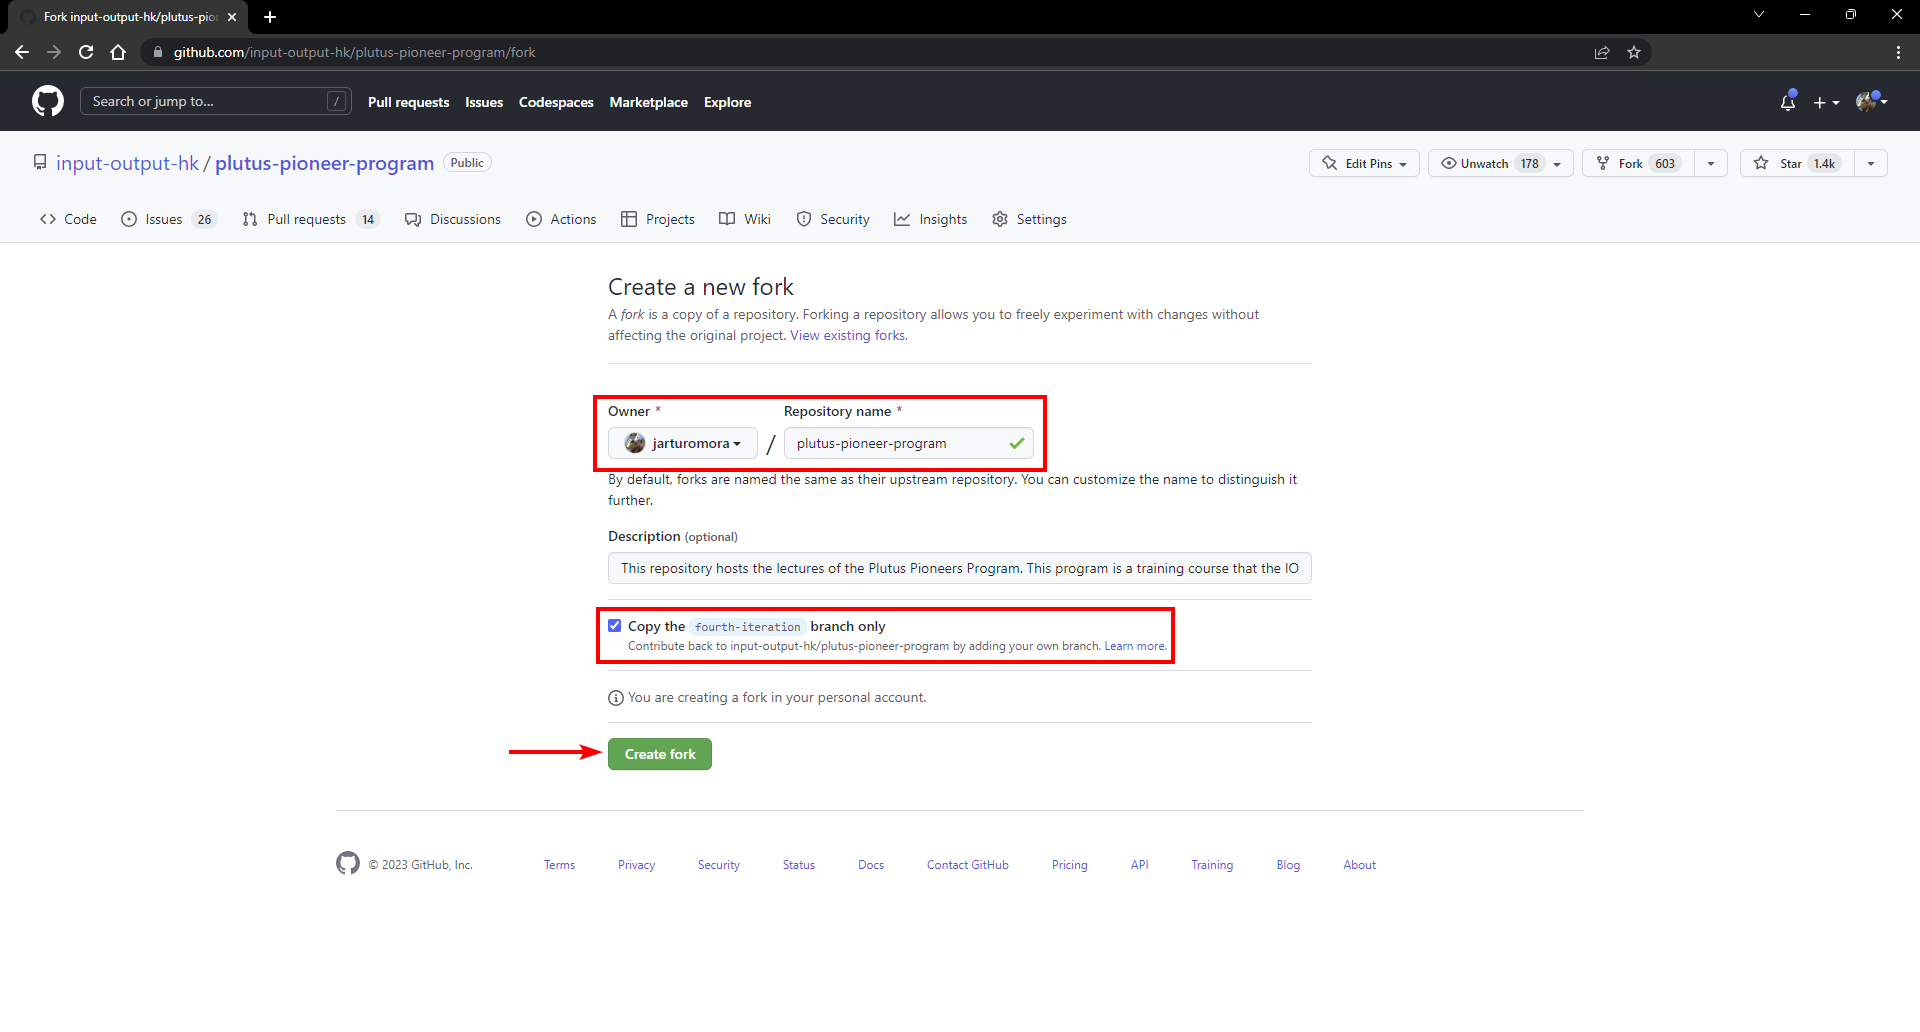 Fork input-output-hk/plutus-pio
github.com/input-output-hk/plutus-pioneer-program/fork
Search or jump to... /
Pull requests Issues Codespaces Marketplace Explore
input-output-hk / plutus-pioneer-program Public
Edit Pins Unwatch 178 Fork 603 Star 1.4k
Code Issues 26 Pull requests 14 Discussions Actions Projects Wiki Security Insights Settings
Create a new fork
A fork is a copy of a repository. Forking a repository allows you to freely experiment with changes without
affecting the original project. View existing forks.
Owner * Repository name *
jarturomora / plutus-pioneer-program
By default, forks are named the same as their upstream repository. You can customize the name to distinguish it
further.
Description (optional)
This repository hosts the lectures of the Plutus Pioneers Program. This program is a training course that the IO
Copy the fourth-iteration branch only
Contribute back to input-output-hk/plutus-pioneer-program by adding your own branch. Learn more.
You are creating a fork in your personal account.
Create fork
© 2023 GitHub, Inc. Terms Privacy Security Status Docs Contact GitHub Pricing API Training Blog About